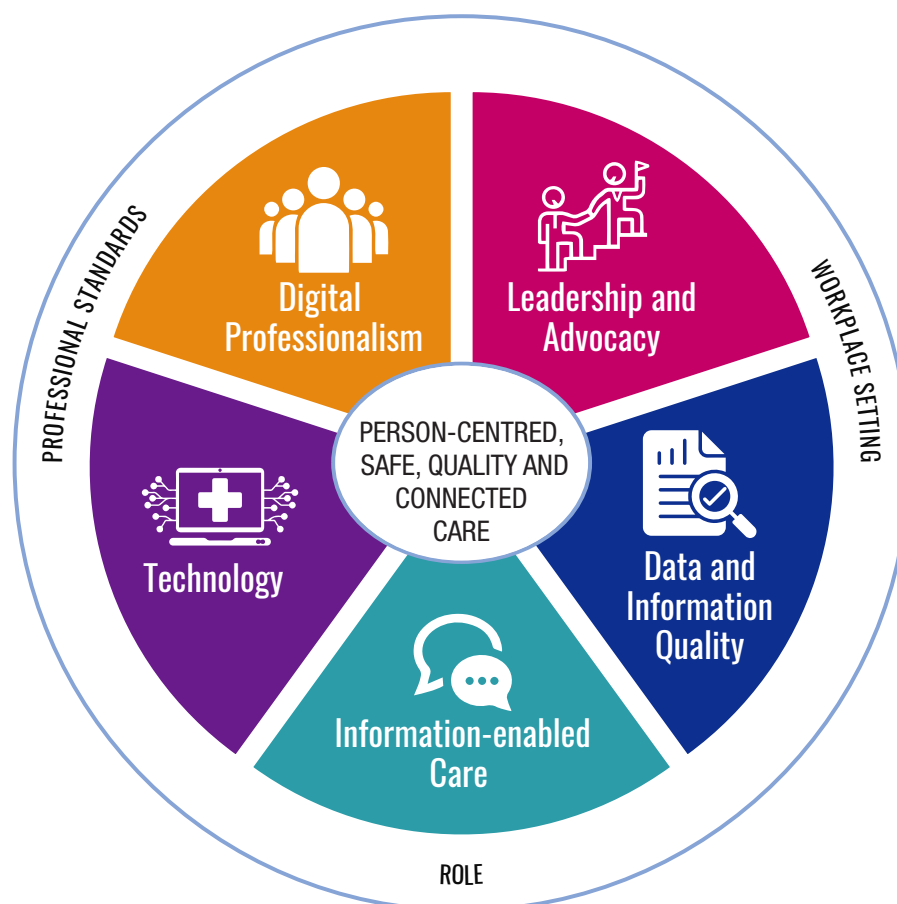 PROFESSIONAL STANDARDS
WORKPLACE SETTING
Digital
Professionalism
Leadership and
Advocacy
PERSON-CENTRED,
SAFE, QUALITY AND
CONNECTED
CARE
Technology
Data and
Information
Quality
Information-enabled
Care
ROLE